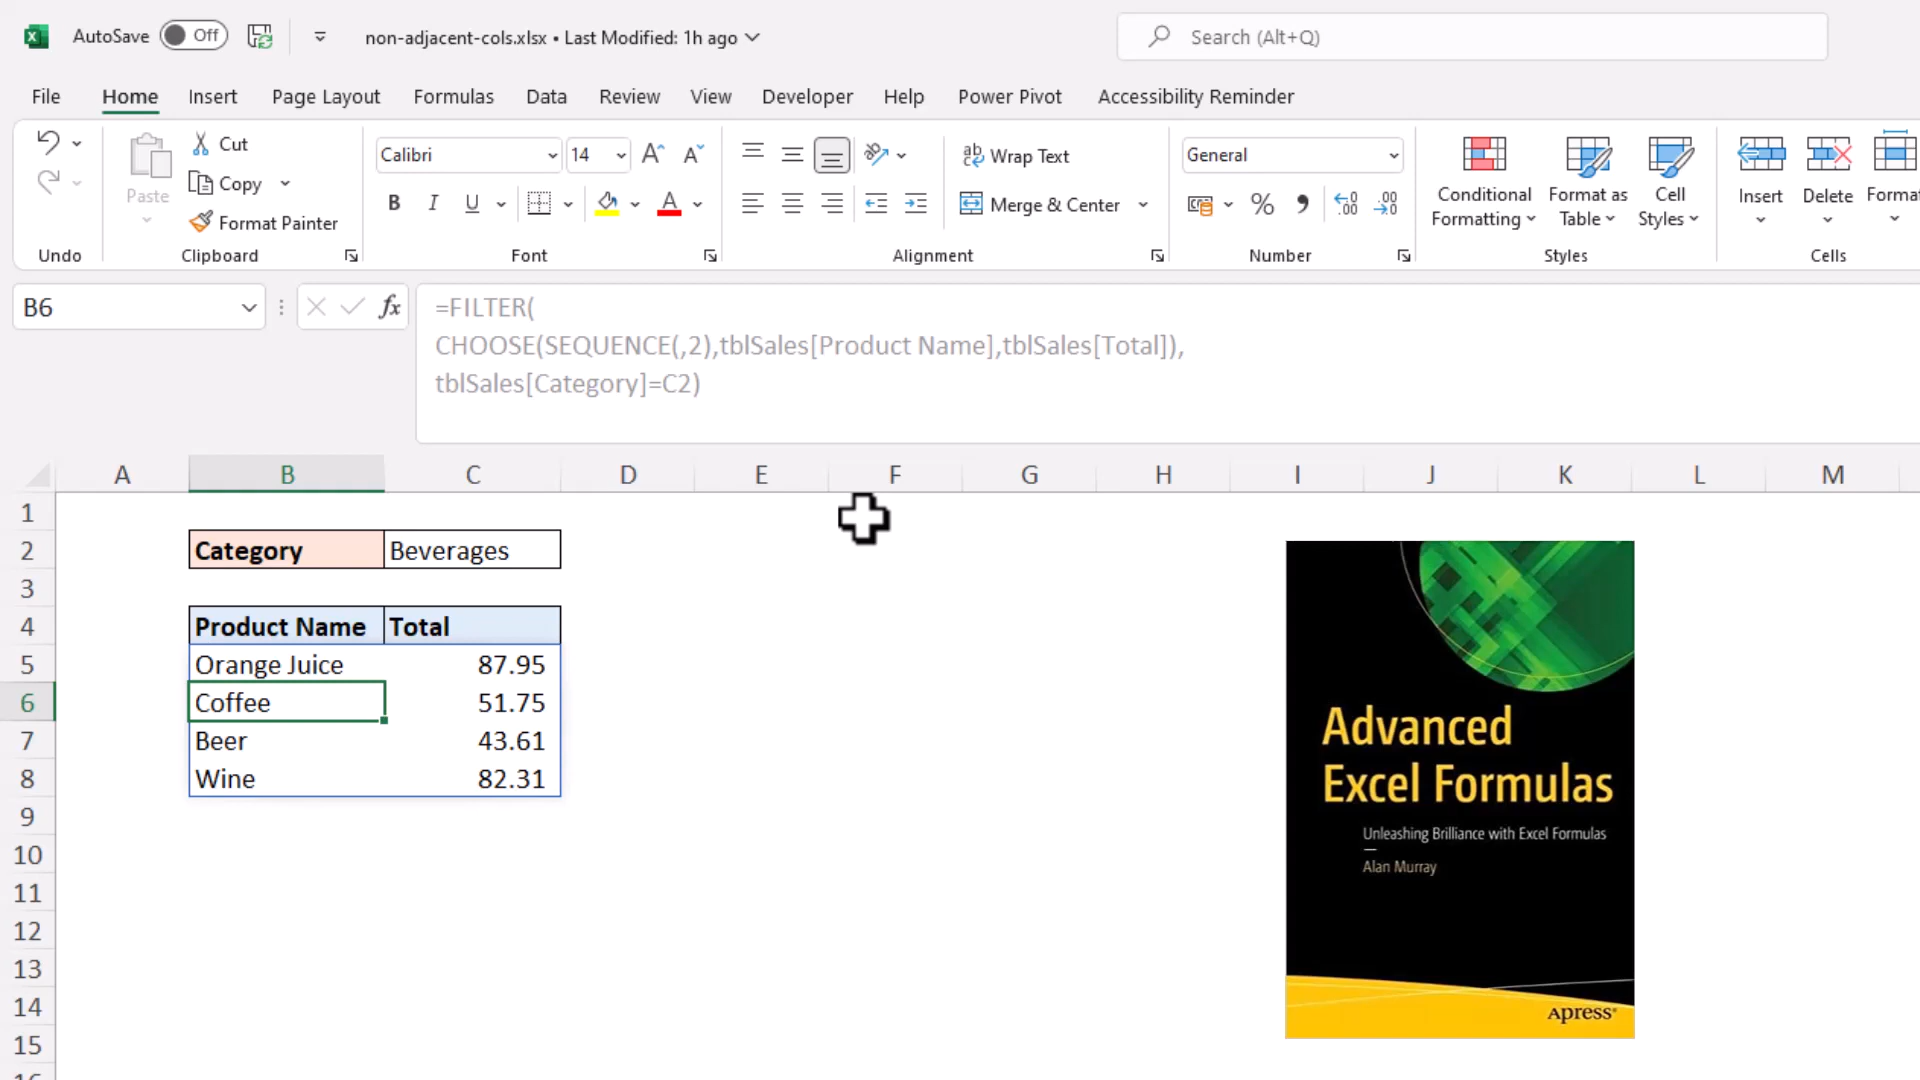 AutoSave Off non-adjacent-cols.xlsx • Last Modified: 1h ago Search (Alt+Q)
File Home Insert Page Layout Formulas Data Review View Developer Help Power Pivot Accessibility Reminder
Paste
Cut
Copy
Format Painter
Calibri 14
B I U
Wrap Text
Merge & Center
General
Conditional Formatting
Format as Table
Cell Styles
Insert
Delete
Format
Undo Clipboard Font Alignment Number Styles Cells
B6 fx =FILTER(
CHOOSE(SEQUENCE(,2),tblSales[Product Name],tblSales[Total]),
tblSales[Category]=C2)
A B C D E F G H I J K L M
1
2 Category Beverages
3
4 Product Name Total
5 Orange Juice 87.95
6 Coffee 51.75
7 Beer 43.61
8 Wine 82.31
9
10
11
12
13
14
15
16
Advanced
Excel Formulas
Unleashing Brilliance with Excel Formulas
—
Alan Murray
Apress®